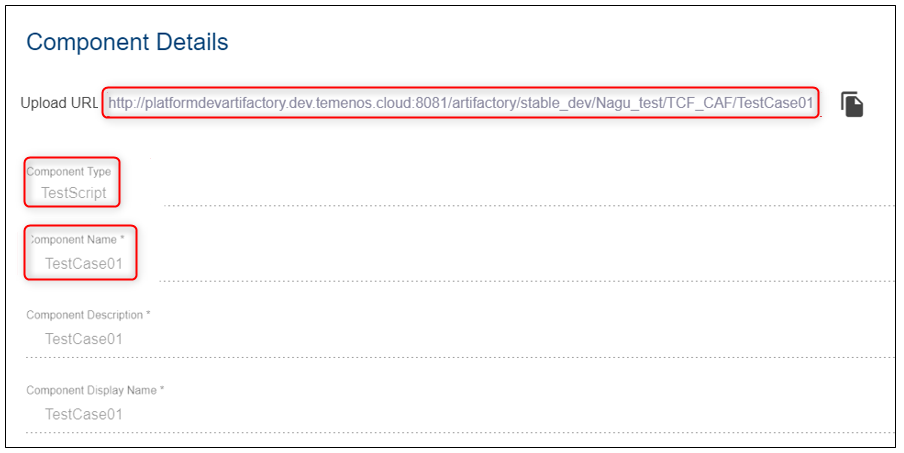 Component Details
Upload URL http://platformdevartifactory.dev.temenos.cloud:8081/artifactory/stable_dev/Nagu_test/TCF_CAF/TestCase01
Component Type
TestScript
Component Name *
TestCase01
Component Description *
TestCase01
Component Display Name *
TestCase01